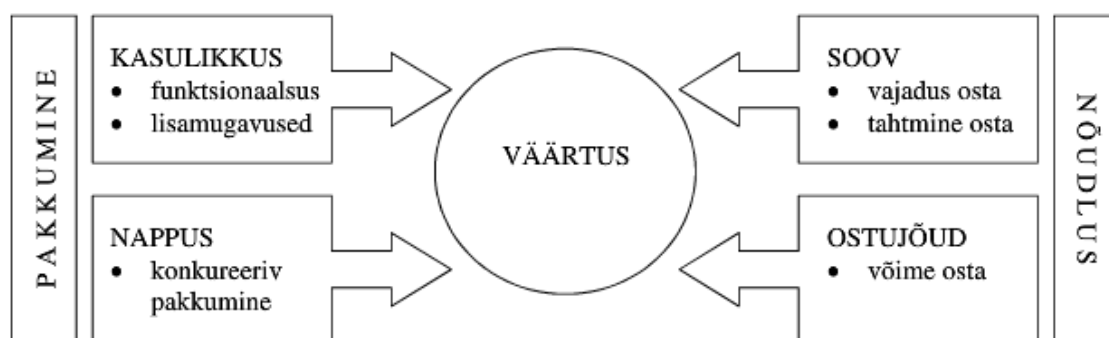 PAKKUMINE
KASULIKKUS
• funktsionaalsus
• lisamugavused
NAPPUS
• konkureeriv
pakkumine
VÄÄRTUS
SOOV
• vajadus osta
• tahtmine osta
OSTUJÕUD
• võime osta
NÕUDLUS